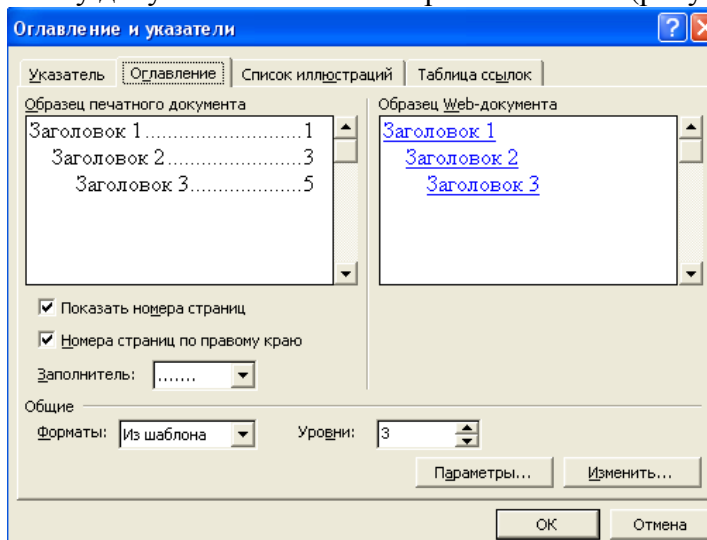 Оглавление и указатели
Указатель Оглавление Список иллюстраций Таблица ссылок
Образец печатного документа
Заголовок 1.........................1
Заголовок 2......................3
Заголовок 3..................5
Образец Web-документа
Заголовок 1
Заголовок 2
Заголовок 3
Показать номера страниц
Номера страниц по правому краю
Заполнитель: .......
Общие
Форматы: Из шаблона Уровни: 3
Параметры... Изменить...
ОК Отмена